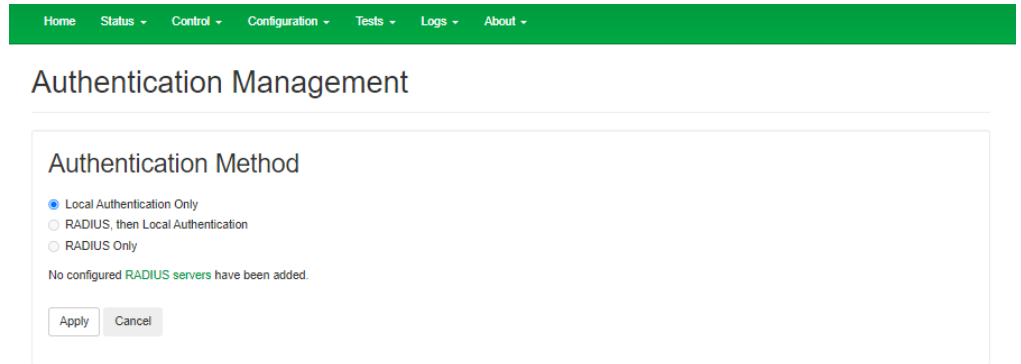 Home Status Control Configuration Tests Logs About
Authentication Management
Authentication Method
Local Authentication Only
RADIUS, then Local Authentication
RADIUS Only
No configured RADIUS servers have been added.
Apply Cancel